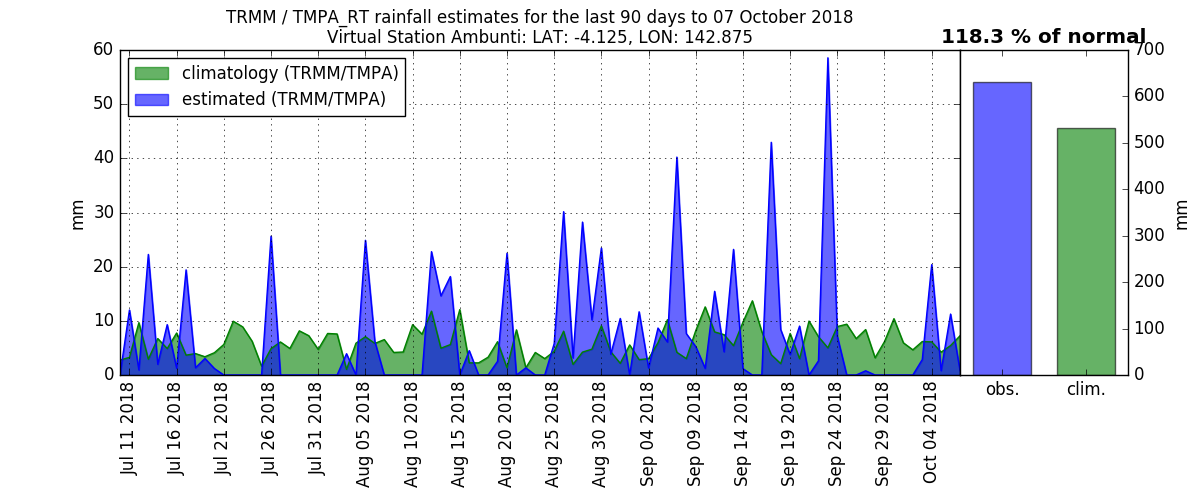 TRMM / TMPA_RT rainfall estimates for the last 90 days to 07 October 2018
Virtual Station Ambunti: LAT: -4.125, LON: 142.875
118.3 % of normal
climatology (TRMM/TMPA)
estimated (TRMM/TMPA)
mm
60
50
40
30
20
10
0
Jul 11 2018
Jul 16 2018
Jul 21 2018
Jul 26 2018
Jul 31 2018
Aug 05 2018
Aug 10 2018
Aug 15 2018
Aug 20 2018
Aug 25 2018
Aug 30 2018
Sep 04 2018
Sep 09 2018
Sep 14 2018
Sep 19 2018
Sep 24 2018
Sep 29 2018
Oct 04 2018
obs.
clim.
700
600
500
400
300
200
100
0
mm